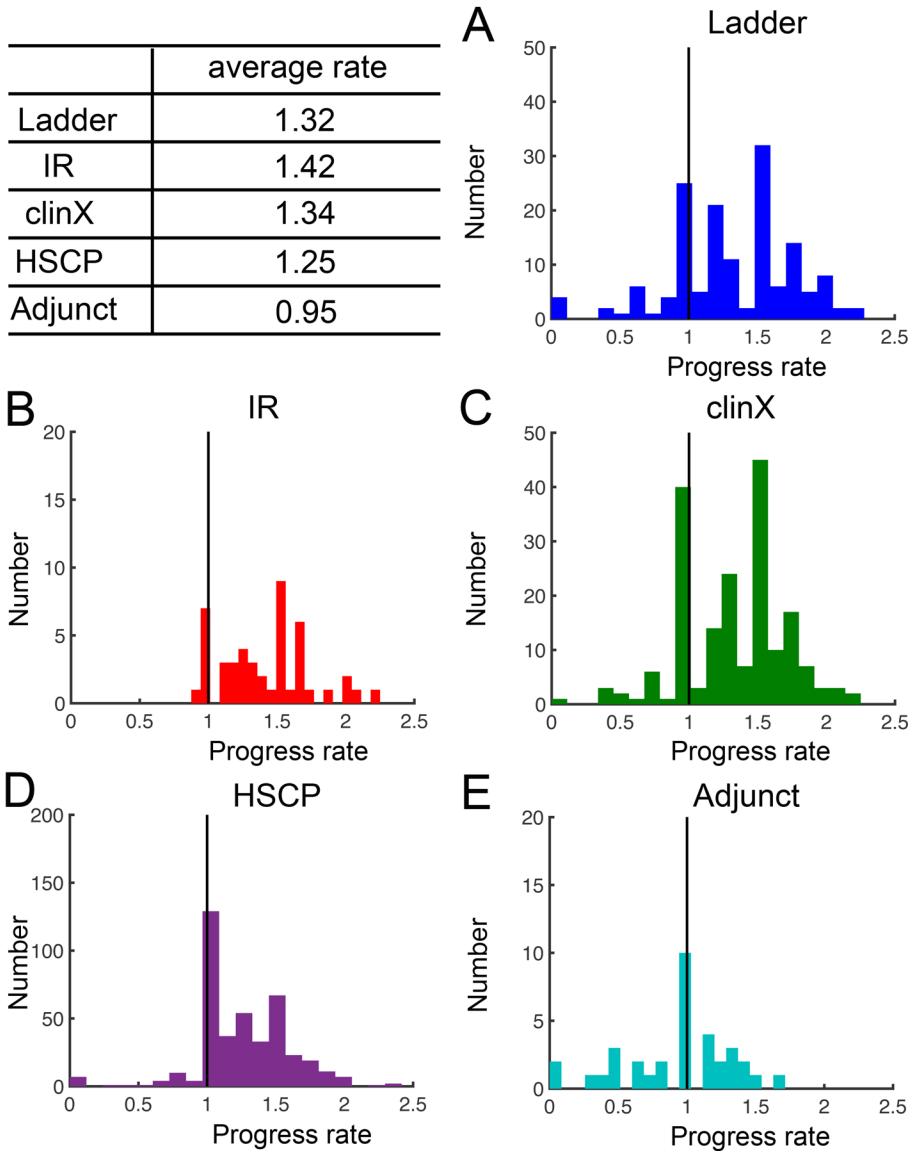 average rate
Ladder 1.32
IR 1.42
clinX 1.34
HSCP 1.25
Adjunct 0.95
A
Ladder
50
40
30
20
10
0
Number
0 0.5 1 1.5 2 2.5
Progress rate
B
IR
20
15
10
5
0
Number
0 0.5 1 1.5 2 2.5
Progress rate
C
clinX
50
40
30
20
10
0
Number
0 0.5 1 1.5 2 2.5
Progress rate
D
HSCP
200
150
100
50
0
Number
0 0.5 1 1.5 2 2.5
Progress rate
E
Adjunct
20
15
10
5
0
Number
0 0.5 1 1.5 2 2.5
Progress rate